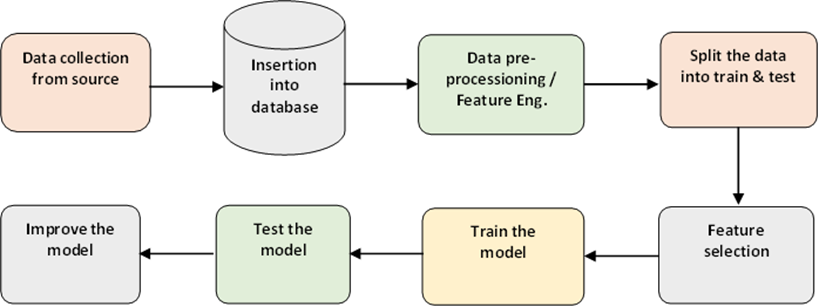 Data collection
from source
Insertion
into
database
Data pre-
processioning /
Feature Eng.
Split the data
into train & test
Feature
selection
Train the
model
Test the
model
Improve the
model